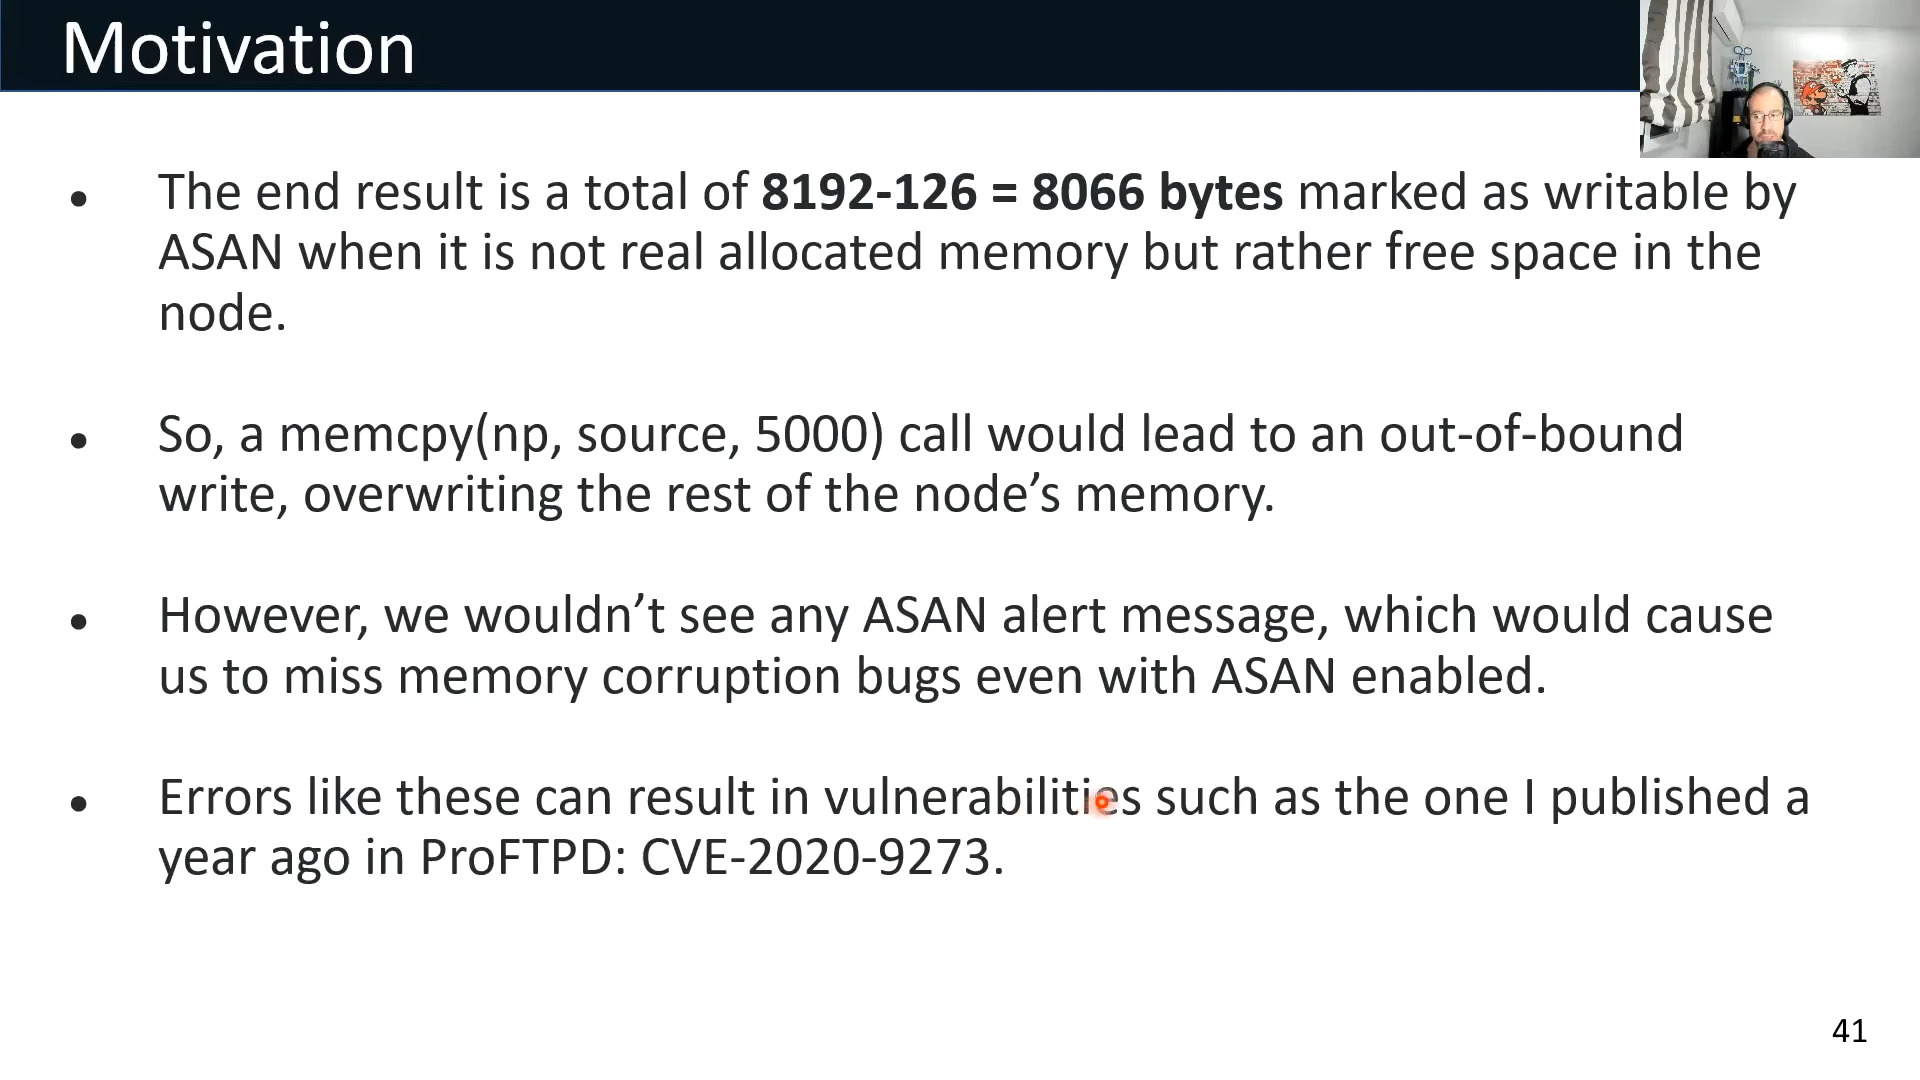 Motivation
● The end result is a total of 8192-126 = 8066 bytes marked as writable by
ASAN when it is not real allocated memory but rather free space in the
node.
● So, a memcpy(np, source, 5000) call would lead to an out-of-bound
write, overwriting the rest of the node’s memory.
● However, we wouldn’t see any ASAN alert message, which would cause
us to miss memory corruption bugs even with ASAN enabled.
● Errors like these can result in vulnerabilities such as the one I published a
year ago in ProFTPD: CVE-2020-9273.
41